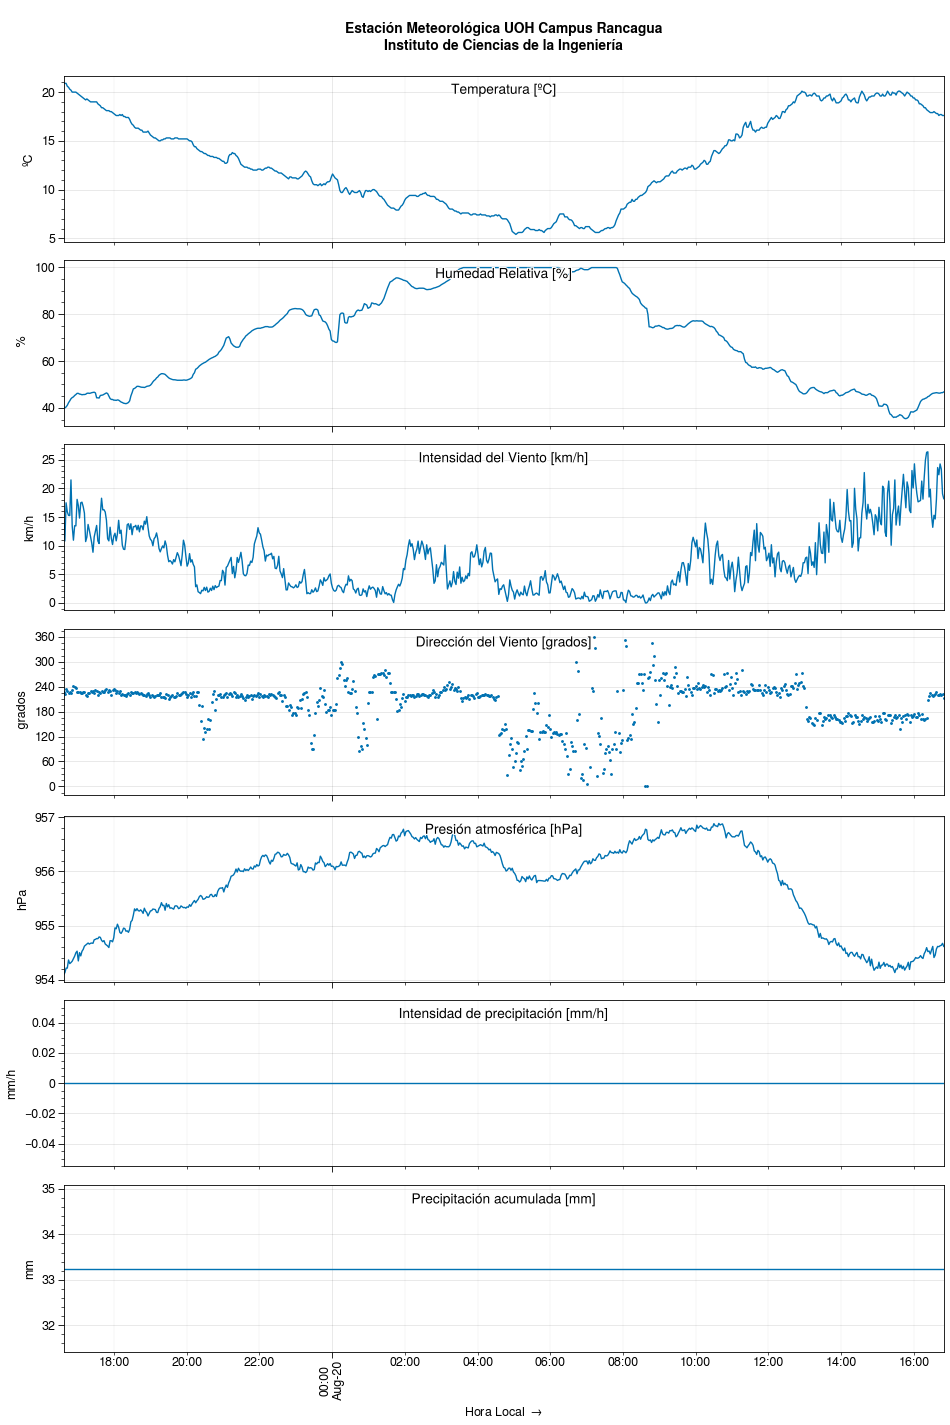 Estación Meteorológica UOH Campus Rancagua
Instituto de Ciencias de la Ingeniería
Temperatura [ºC]
ºC
20
15
10
5
Humedad Relativa [%]
%
100
80
60
40
Intensidad del Viento [km/h]
km/h
25
20
15
10
5
0
Dirección del Viento [grados]
grados
360
300
240
180
120
60
0
Presión atmosférica [hPa]
hPa
957
956
955
954
Intensidad de precipitación [mm/h]
mm/h
0.04
0.02
0
−0.02
−0.04
Precipitación acumulada [mm]
mm
35
34
33
32
18:00 20:00 22:00 00:00 02:00 04:00 06:00 08:00 10:00 12:00 14:00 16:00
Aug-20
Hora Local →